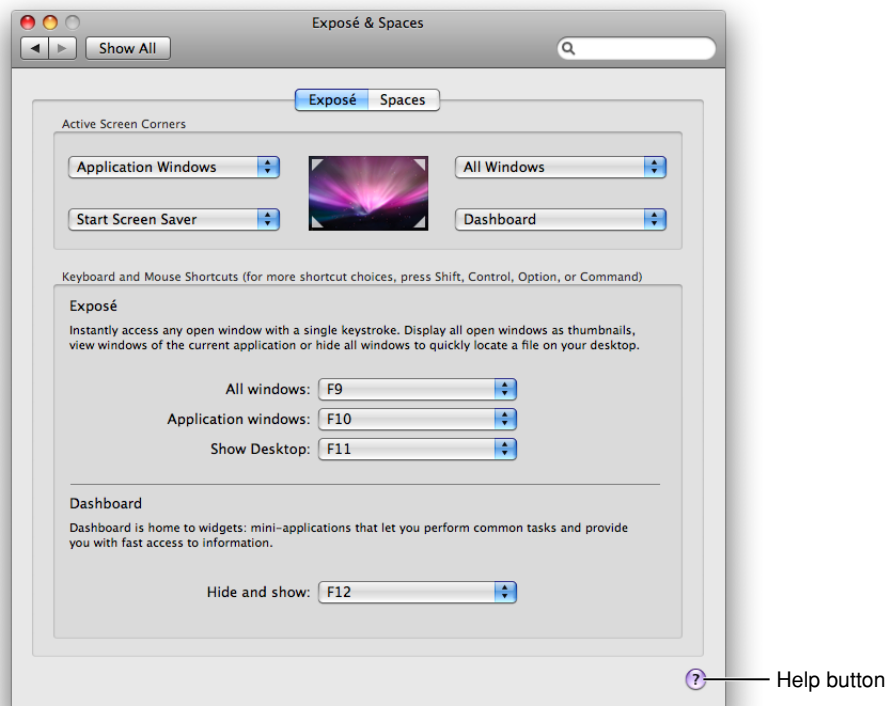 Exposé & Spaces
Show All
Exposé Spaces
Active Screen Corners
Application Windows
All Windows
Start Screen Saver
Dashboard
Keyboard and Mouse Shortcuts (for more shortcut choices, press Shift, Control, Option, or Command)
Exposé
Instantly access any open window with a single keystroke. Display all open windows as thumbnails,
view windows of the current application or hide all windows to quickly locate a file on your desktop.
All windows: F9
Application windows: F10
Show Desktop: F11
Dashboard
Dashboard is home to widgets: mini-applications that let you perform common tasks and provide
you with fast access to information.
Hide and show: F12
? Help button